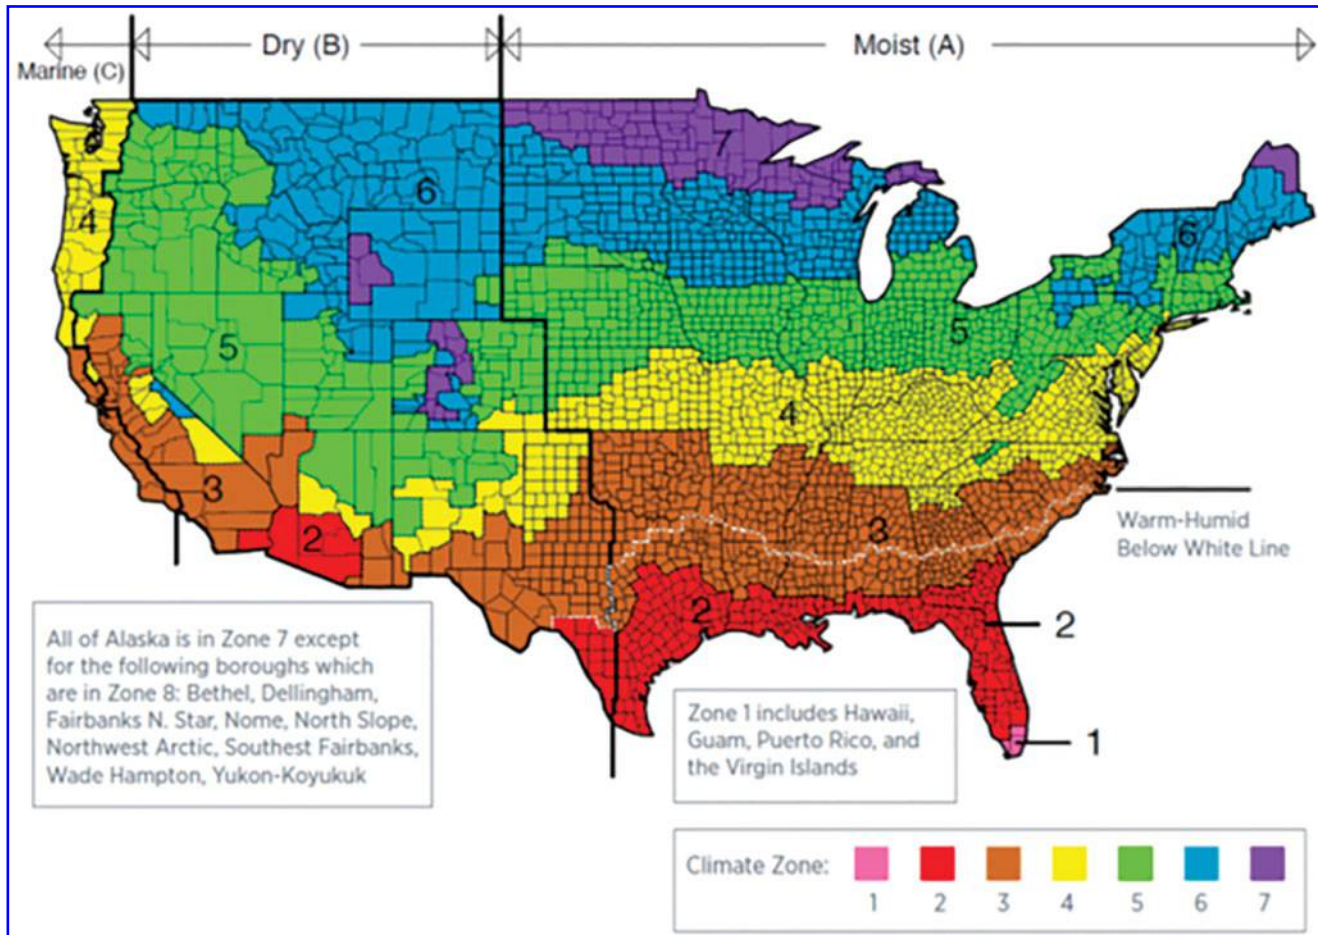 Marine (C)
Dry (B)
Moist (A)
7
6
6
4
5
5
4
3
3
2
2
Warm-Humid
Below White Line
2
1
All of Alaska is in Zone 7 except
for the following boroughs which
are in Zone 8: Bethel, Dellingham,
Fairbanks N. Star, Nome, North Slope,
Northwest Arctic, Southest Fairbanks,
Wade Hampton, Yukon-Koyukuk
Zone 1 includes Hawaii,
Guam, Puerto Rico, and
the Virgin Islands
Climate Zone:
1 2 3 4 5 6 7